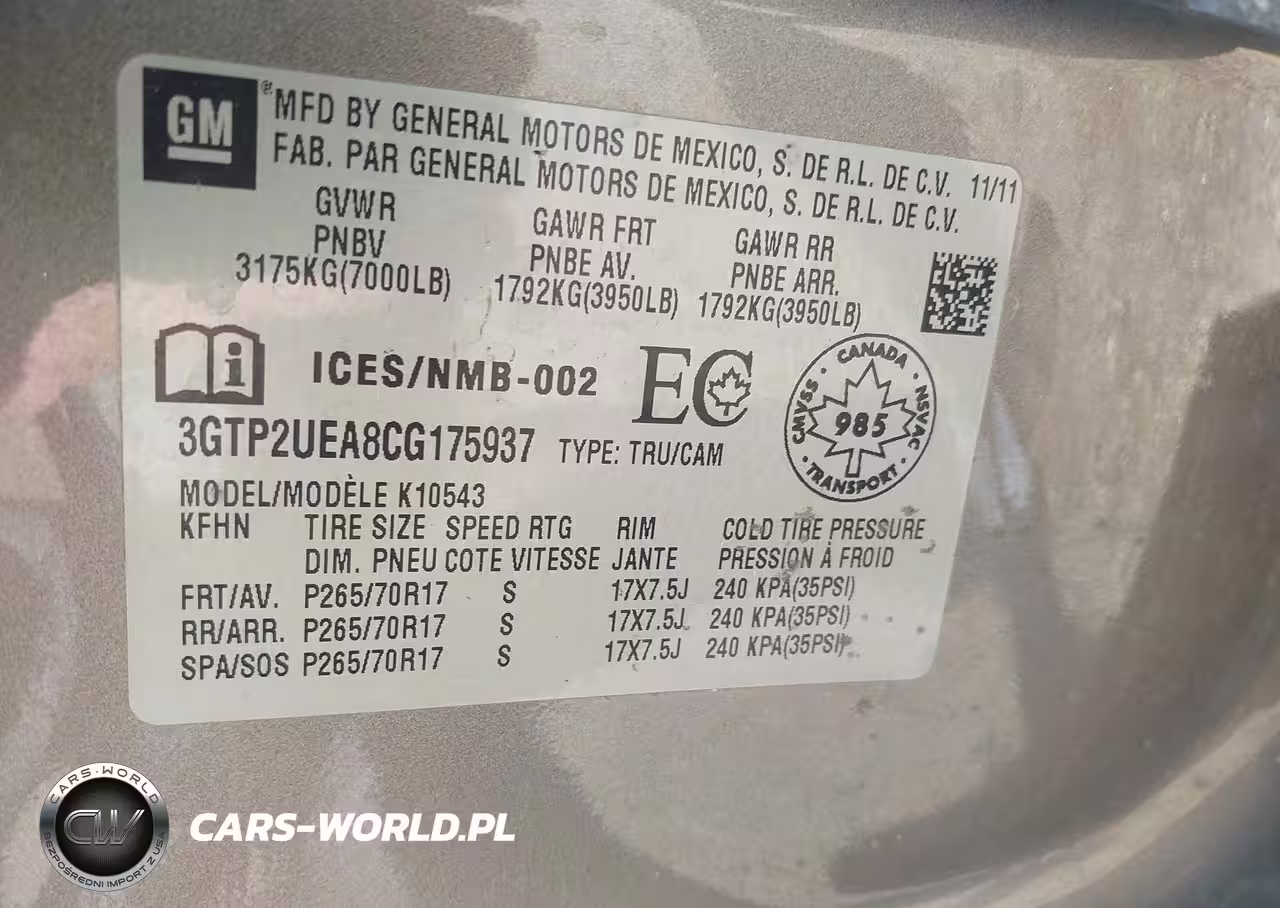 GM
® MFD BY GENERAL MOTORS DE MEXICO, S. DE R.L. DE C.V. 11/11
FAB. PAR GENERAL MOTORS DE MEXICO, S. DE R.L. DE C.V.
GVWR GAWR FRT GAWR RR
PNBV PNBE AV. PNBE ARR.
3175KG(7000LB) 1792KG(3950LB) 1792KG(3950LB)
i ICES/NMB-002 EC
CANADA
CMVSS 985 NSVAC
TRANSPORT
3GTP2UEA8CG175937 TYPE: TRU/CAM
MODEL/MODÈLE K10543
KFHN TIRE SIZE SPEED RTG RIM COLD TIRE PRESSURE
DIM. PNEU COTE VITESSE JANTE PRESSION À FROID
FRT/AV. P265/70R17 S 17X7.5J 240 KPA(35PSI)
RR/ARR. P265/70R17 S 17X7.5J 240 KPA(35PSI)
SPA/SOS P265/70R17 S 17X7.5J 240 KPA(35PSI)
CARS-WORLD
CW
BEZPOŚREDNI IMPORT Z USA
CARS-WORLD.PL